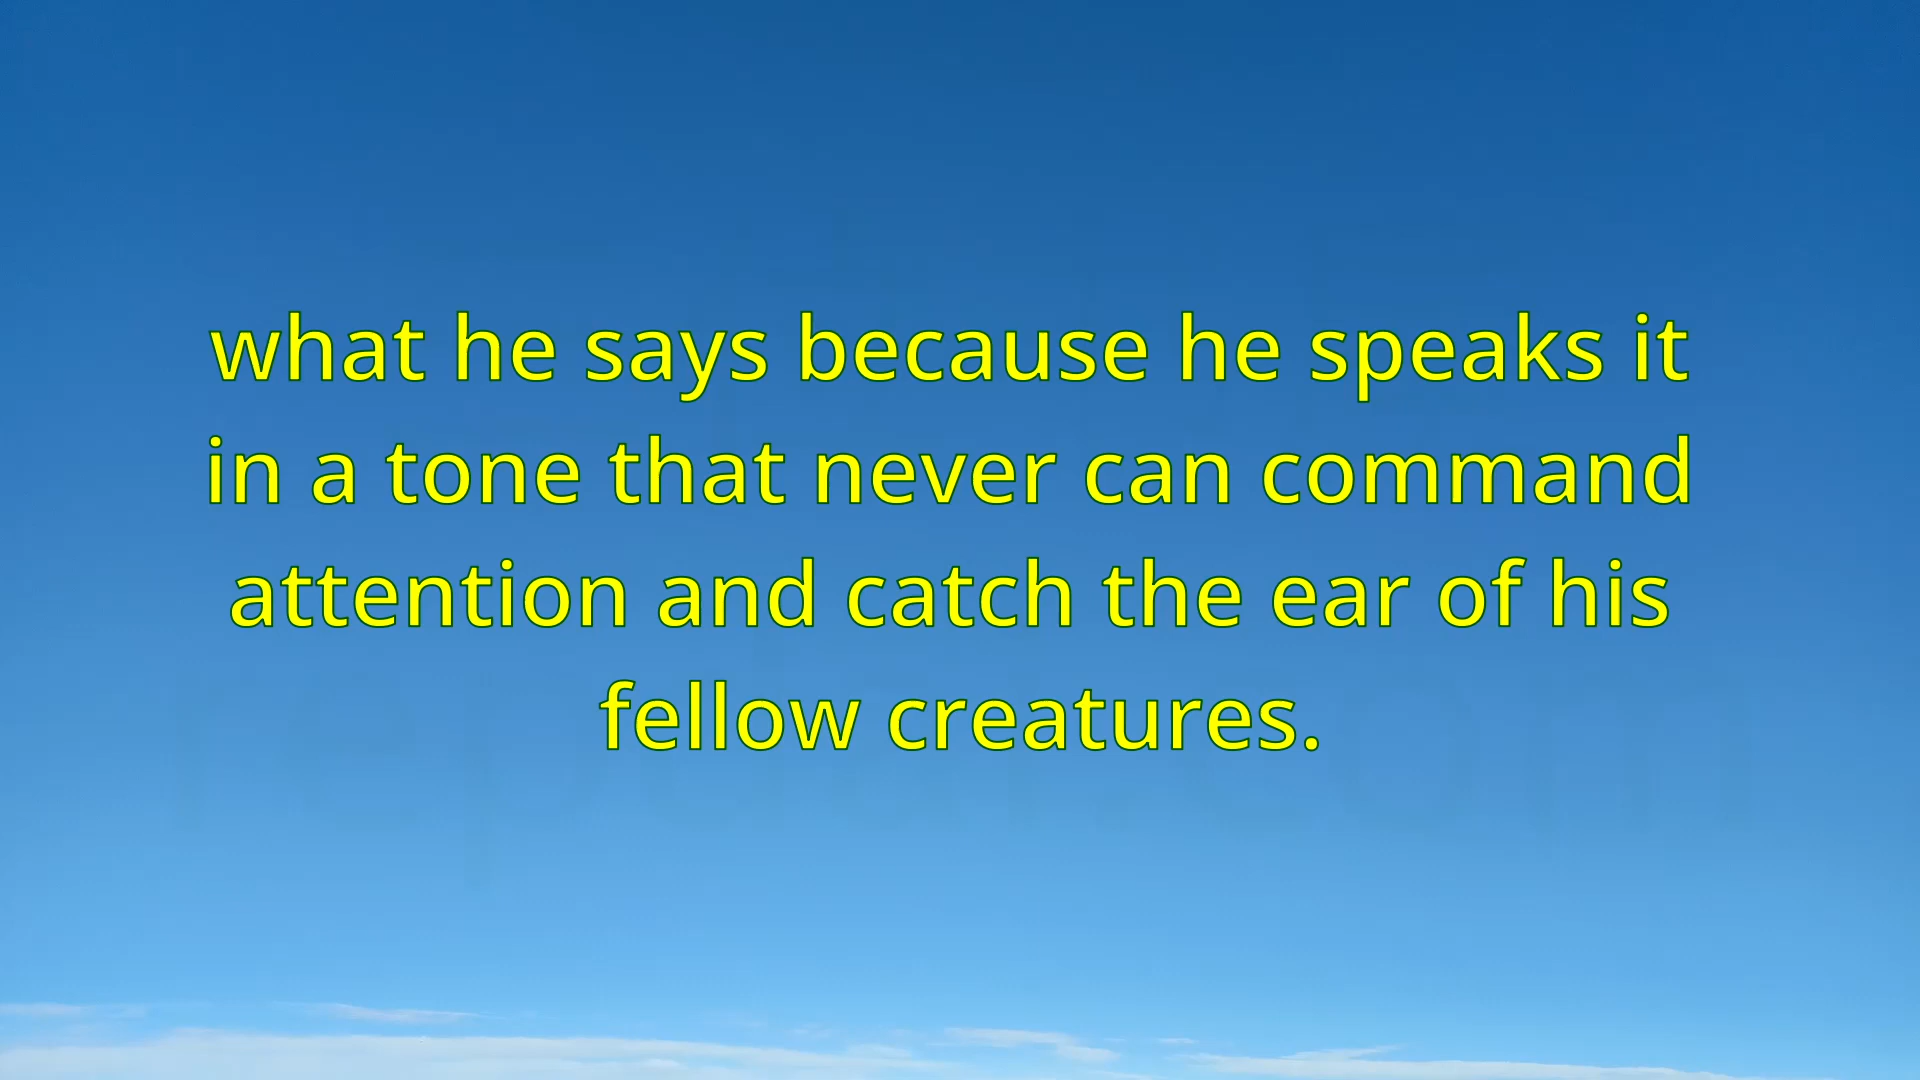 what he says because he speaks it
in a tone that never can command
attention and catch the ear of his
fellow creatures.